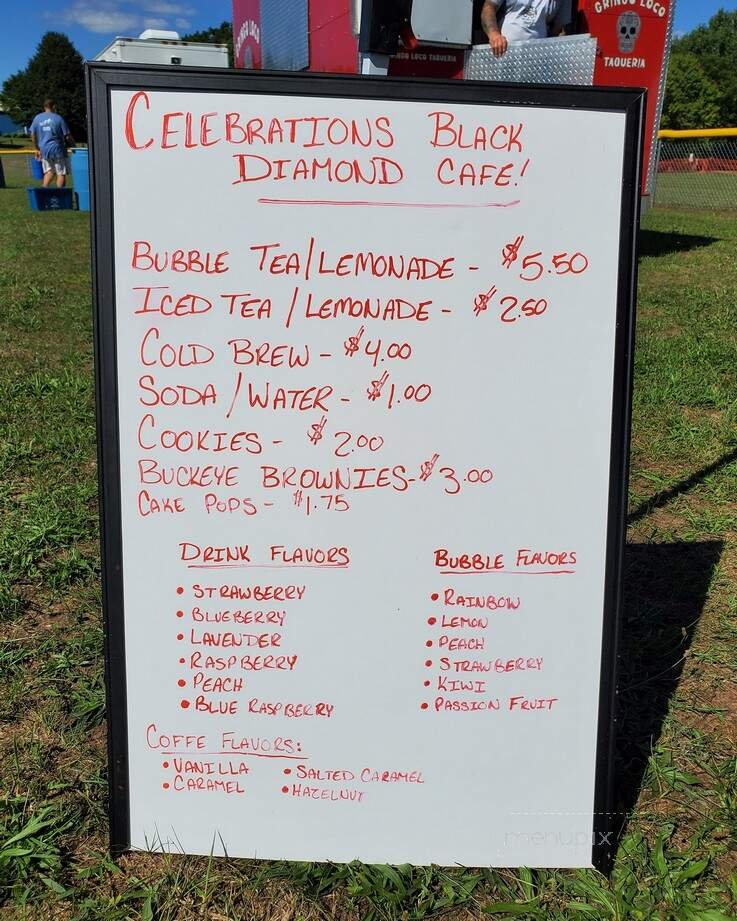 GRINGO LOCO
TAQUERIA
GRINGO LOCO TAQUERIA
CELEBRATIONS BLACK
DIAMOND CAFE!
BUBBLE TEA/LEMONADE - $5.50
ICED TEA / LEMONADE - $2.50
COLD BREW - $4.00
SODA / WATER - $1.00
COOKIES - $2.00
BUCKEYE BROWNIES - $3.00
CAKE POPS - $1.75
DRINK FLAVORS
• STRAWBERRY
• BLUEBERRY
• LAVENDER
• RASPBERRY
• PEACH
• BLUE RASPBERRY
BUBBLE FLAVORS
• RAINBOW
• LEMON
• PEACH
• STRAWBERRY
• KIWI
• PASSION FRUIT
COFFE FLAVORS:
• VANILLA
• CARAMEL
• SALTED CARAMEL
• HAZELNUT
menupix